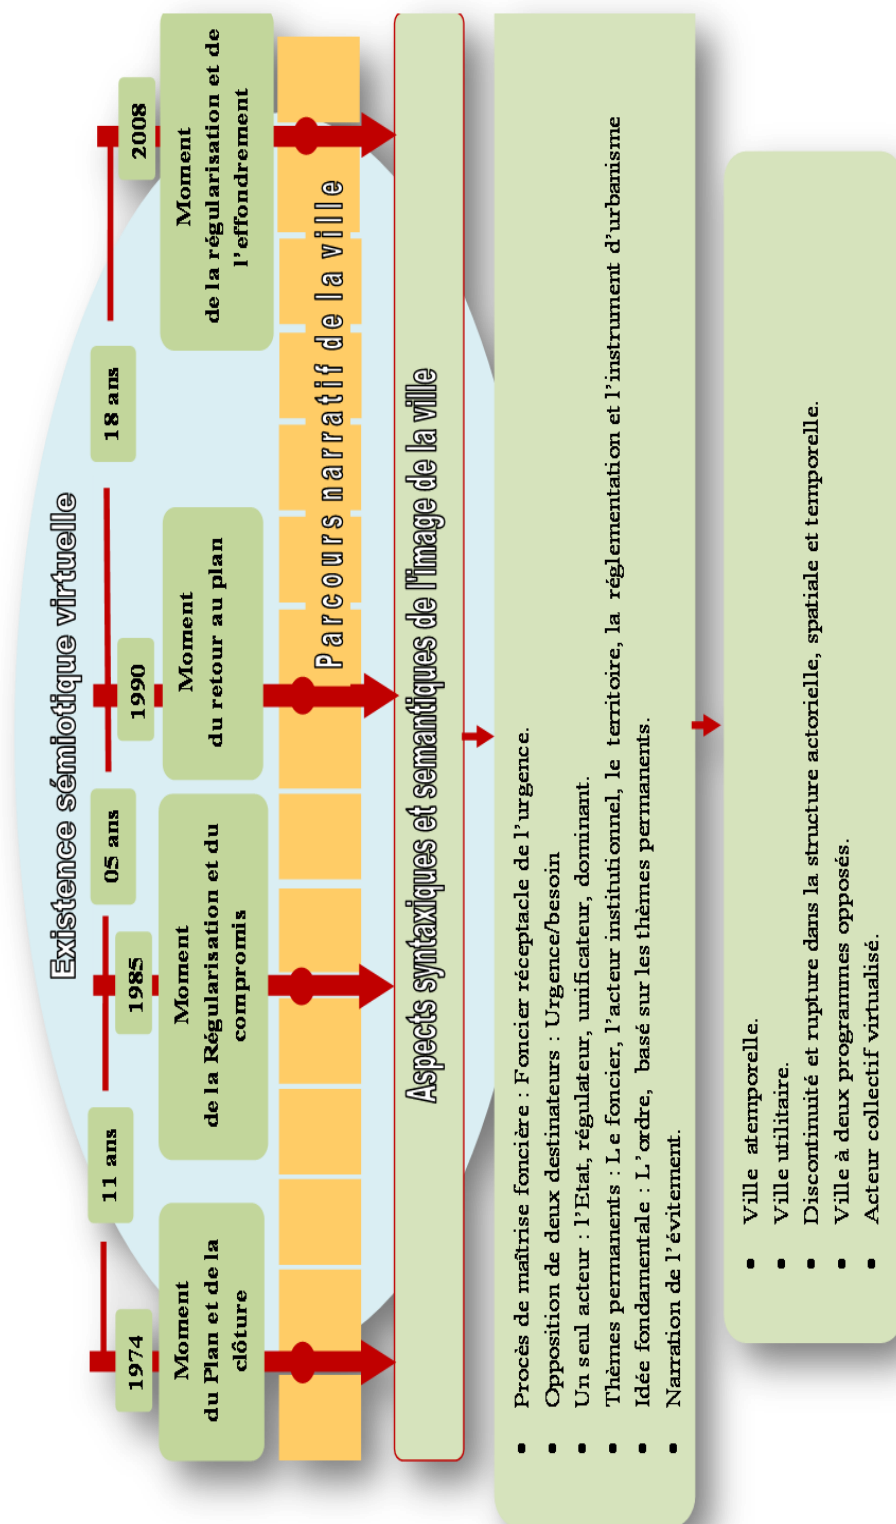 Existence sémiotique virtuelle
11 ans
05 ans
18 ans
1974
1985
1990
2008
Moment
du Plan et de la
clôture
Moment
de la Régularisation et du
compromis
Moment
du retour au plan
Moment
de la régularisation et de
l'effondrement
Parcours narratif de la ville
Aspects syntaxiques et semantiques de l'image de la ville
▪ Procès de maîtrise foncière : Foncier réceptacle de l'urgence.
▪ Opposition de deux destinateurs : Urgence/besoin
▪ Un seul acteur : l'Etat, régulateur, unificateur, dominant.
▪ Thèmes permanents : Le foncier, l'acteur institutionnel, le territoire, la réglementation et l'instrument d'urbanisme
▪ Idée fondamentale : L'ordre, basé sur les thèmes permanents.
▪ Narration de l'évitement.
▪ Ville atemporelle.
▪ Ville utilitaire.
▪ Discontinuité et rupture dans la structure actorielle, spatiale et temporelle.
▪ Ville à deux programmes opposés.
▪ Acteur collectif virtualisé.